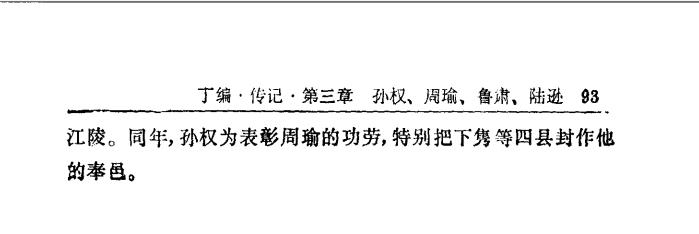 丁编·传记·第三章 孙权、周瑜、鲁肃、陆逊 93
江陵。同年,孙权为表彰周瑜的功劳,特别把下隽等四县封作他
的奉邑。